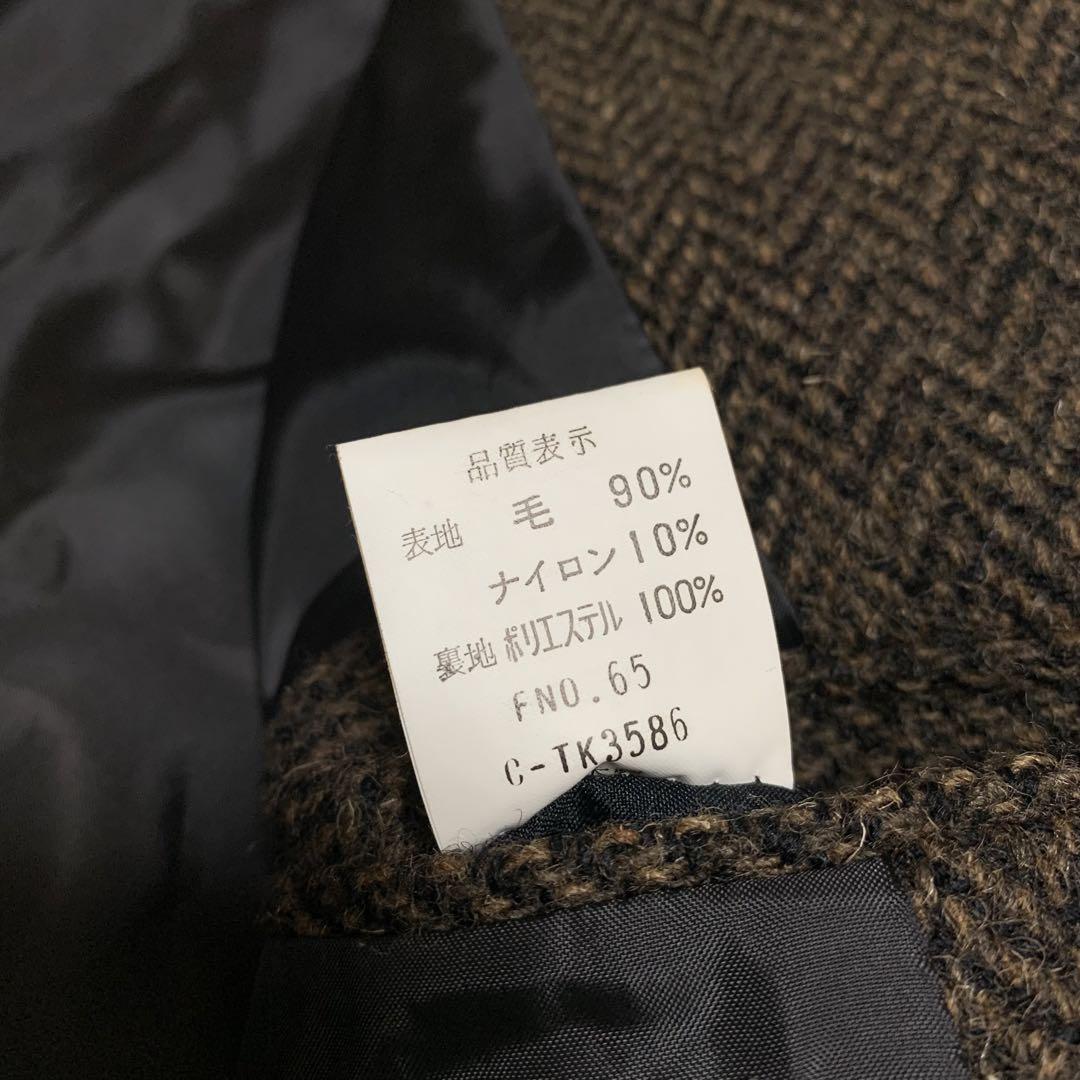 品質表示
表地 毛 90%
ナイロン10%
裏地 ポリエステル 100%
FNO.65
C-TK3586